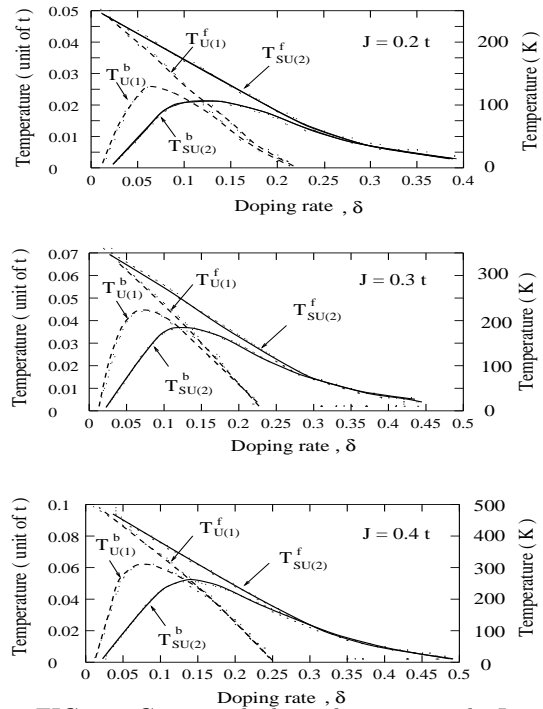 0.05
0.04
0.03
0.02
0.01
0
Temperature ( unit of t )
250
200
150
100
50
0
Temperature ( K )
T^f_U(1)
T^f_SU(2)
J = 0.2 t
T^b_U(1)
T^b_SU(2)
0 0.05 0.1 0.15 0.2 0.25 0.3 0.35 0.4
Doping rate , δ
0.07
0.06
0.05
0.04
0.03
0.02
0.01
0
Temperature ( unit of t )
300
200
100
0
Temperature ( K )
T^b_U(1)
T^f_U(1)
J = 0.3 t
T^f_SU(2)
T^b_SU(2)
0 0.05 0.1 0.15 0.2 0.25 0.3 0.35 0.4 0.45 0.5
Doping rate , δ
0.1
0.08
0.06
0.04
0.02
0
Temperature ( unit of t )
500
400
300
200
100
0
Temperature ( K )
T^b_U(1)
T^f_U(1)
J = 0.4 t
T^f_SU(2)
T^b_SU(2)
0 0.05 0.1 0.15 0.2 0.25 0.3 0.35 0.4 0.45 0.5
Doping rate , δ